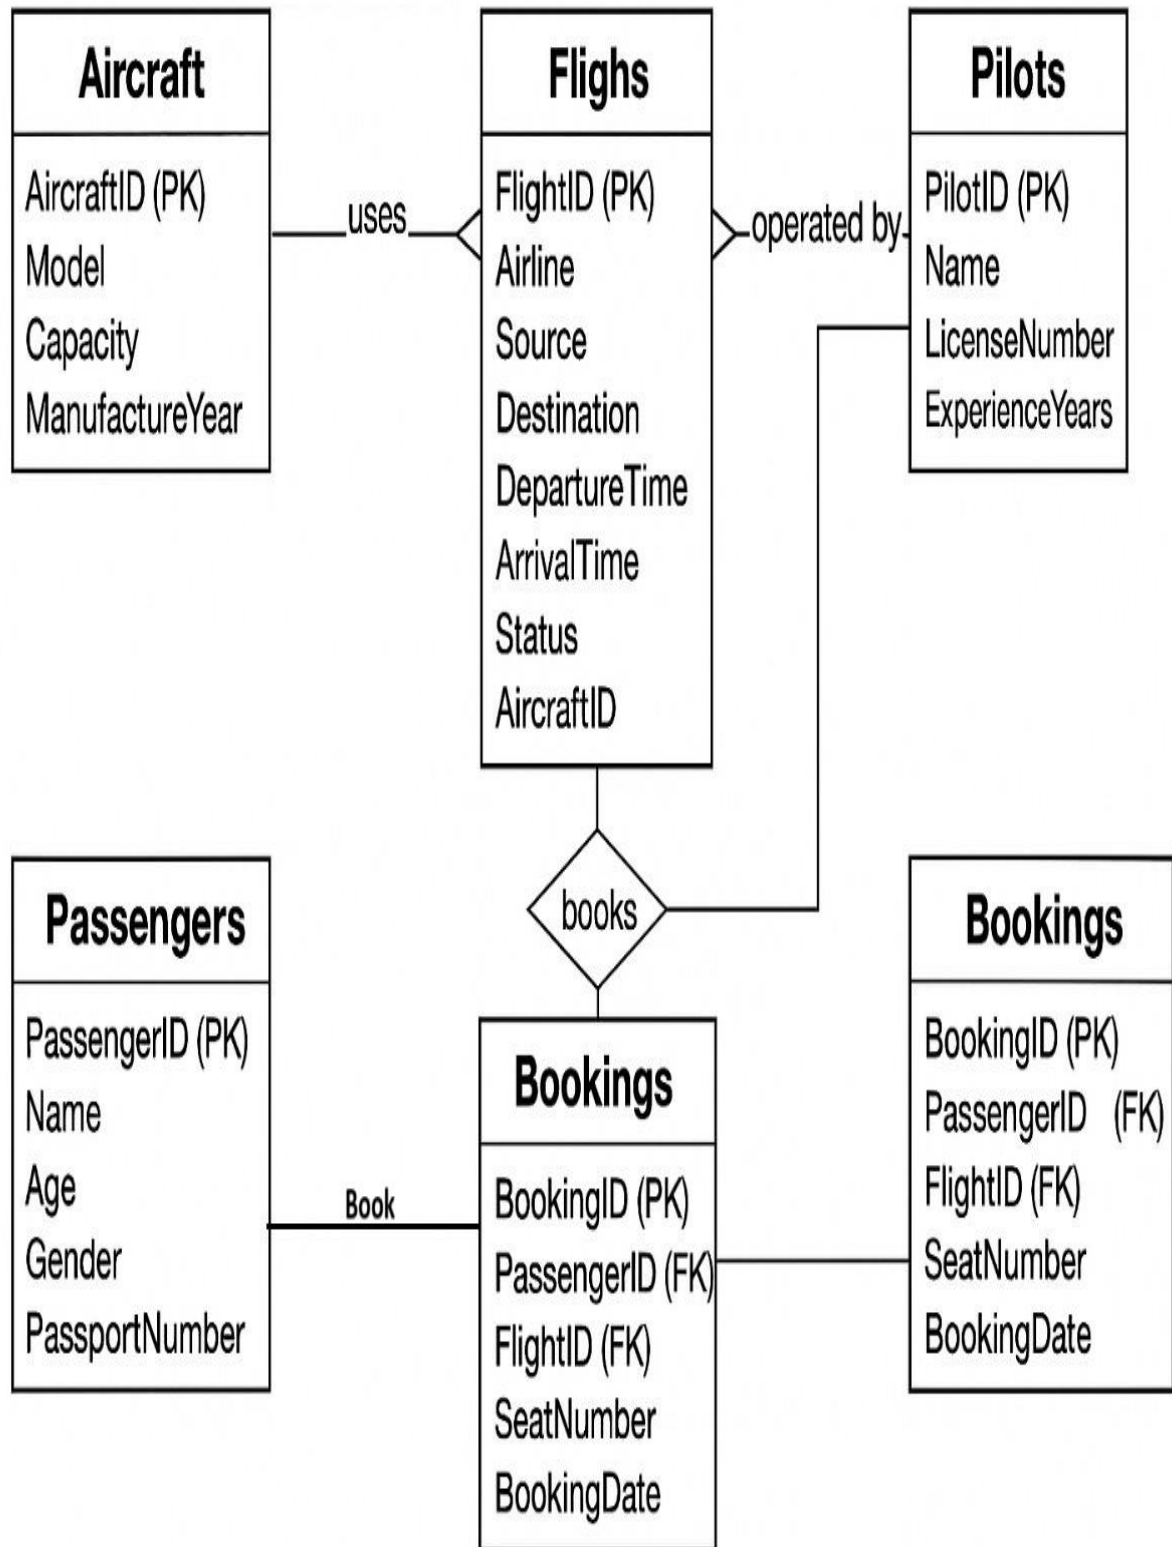 Aircraft
AircraftID (PK)
Model
Capacity
ManufactureYear
uses
Flighs
FlightID (PK)
Airline
Source
Destination
DepartureTime
ArrivalTime
Status
AircraftID
operated by
Pilots
PilotID (PK)
Name
LicenseNumber
ExperienceYears
books
Passengers
PassengerID (PK)
Name
Age
Gender
PassportNumber
Book
Bookings
BookingID (PK)
PassengerID (FK)
FlightID (FK)
SeatNumber
BookingDate
Bookings
BookingID (PK)
PassengerID (FK)
FlightID (FK)
SeatNumber
BookingDate